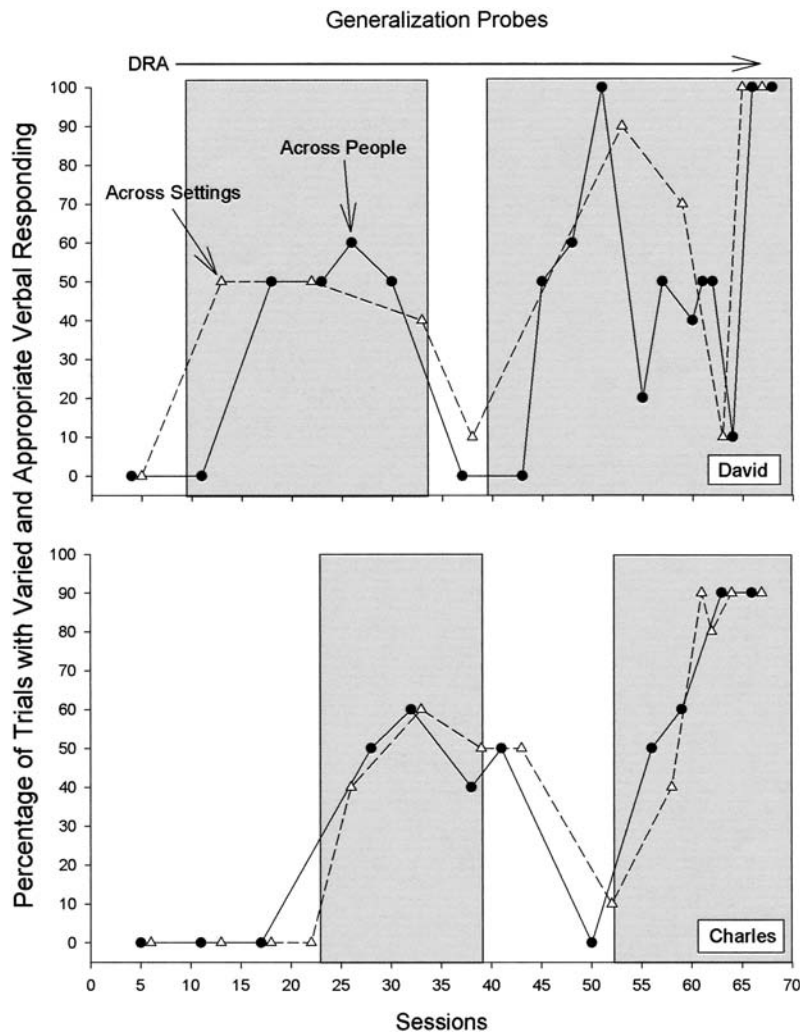 Generalization Probes
DRA
100
90
80
70
60
50
40
30
20
10
0
Across People
Across Settings
David
100
90
80
70
60
50
40
30
20
10
0
Charles
0 5 10 15 20 25 30 35 40 45 50 55 60 65 70
Sessions
Percentage of Trials with Varied and Appropriate Verbal Responding